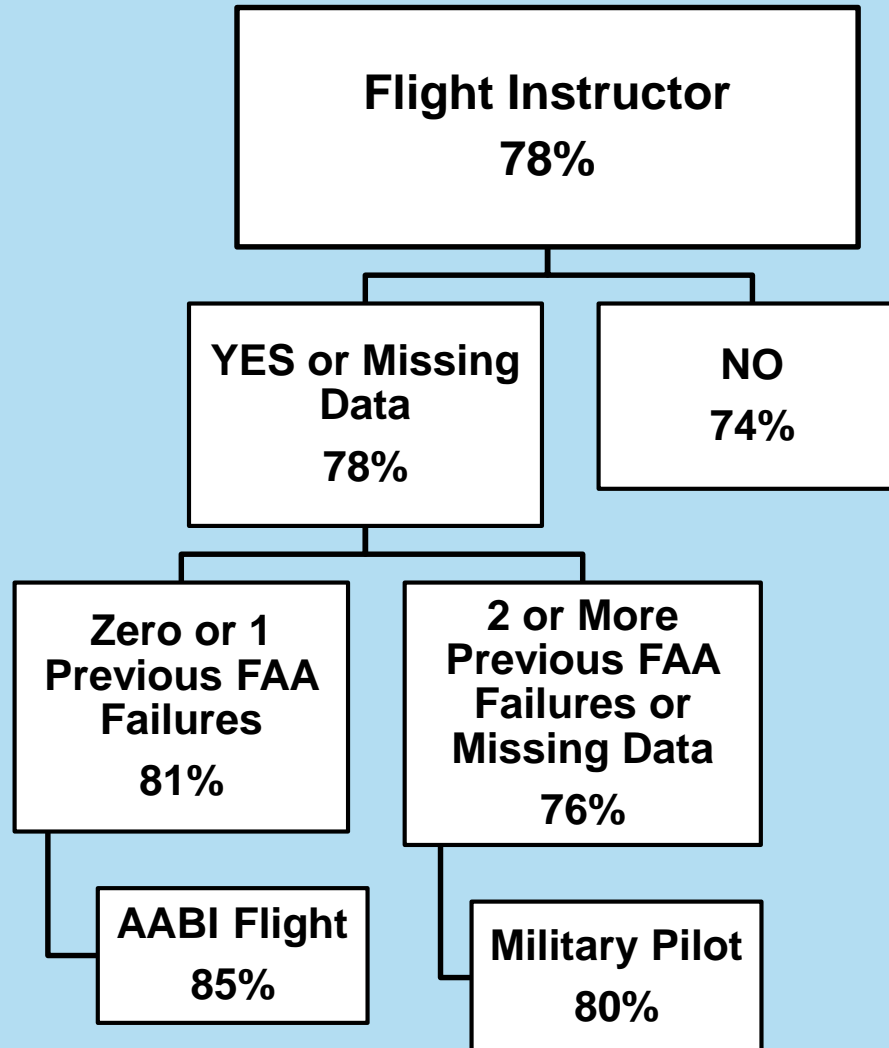 Flight Instructor
78%
YES or Missing
Data
78%
NO
74%
Zero or 1
Previous FAA
Failures
81%
2 or More
Previous FAA
Failures or
Missing Data
76%
AABI Flight
85%
Military Pilot
80%